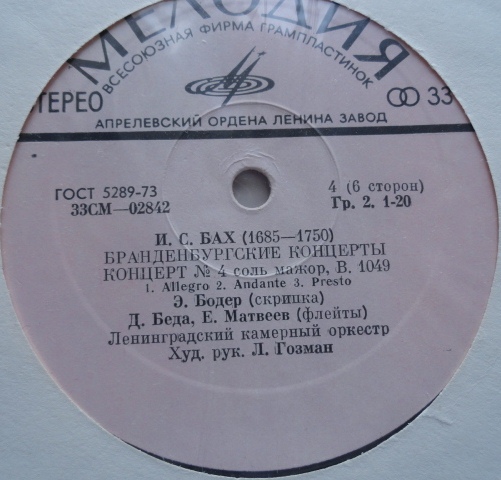 МЕЛОДИЯ
ВСЕСОЮЗНАЯ ФИРМА ГРАМПЛАСТИНОК
СТЕРЕО
33
АПРЕЛЕВСКИЙ ОРДЕНА ЛЕНИНА ЗАВОД
ГОСТ 5289-73
33СМ—02842
4 (6 сторон)
Гр. 2. 1-20
И. С. БАХ (1685—1750)
БРАНДЕНБУРГСКИЕ КОНЦЕРТЫ
КОНЦЕРТ № 4 соль мажор, В. 1049
1. Allegro 2. Andante 3. Presto
Э. Бодер (скрипка)
Д. Беда, Е. Матвеев (флейты)
Ленинградский камерный оркестр
Худ. рук. Л. Гозман